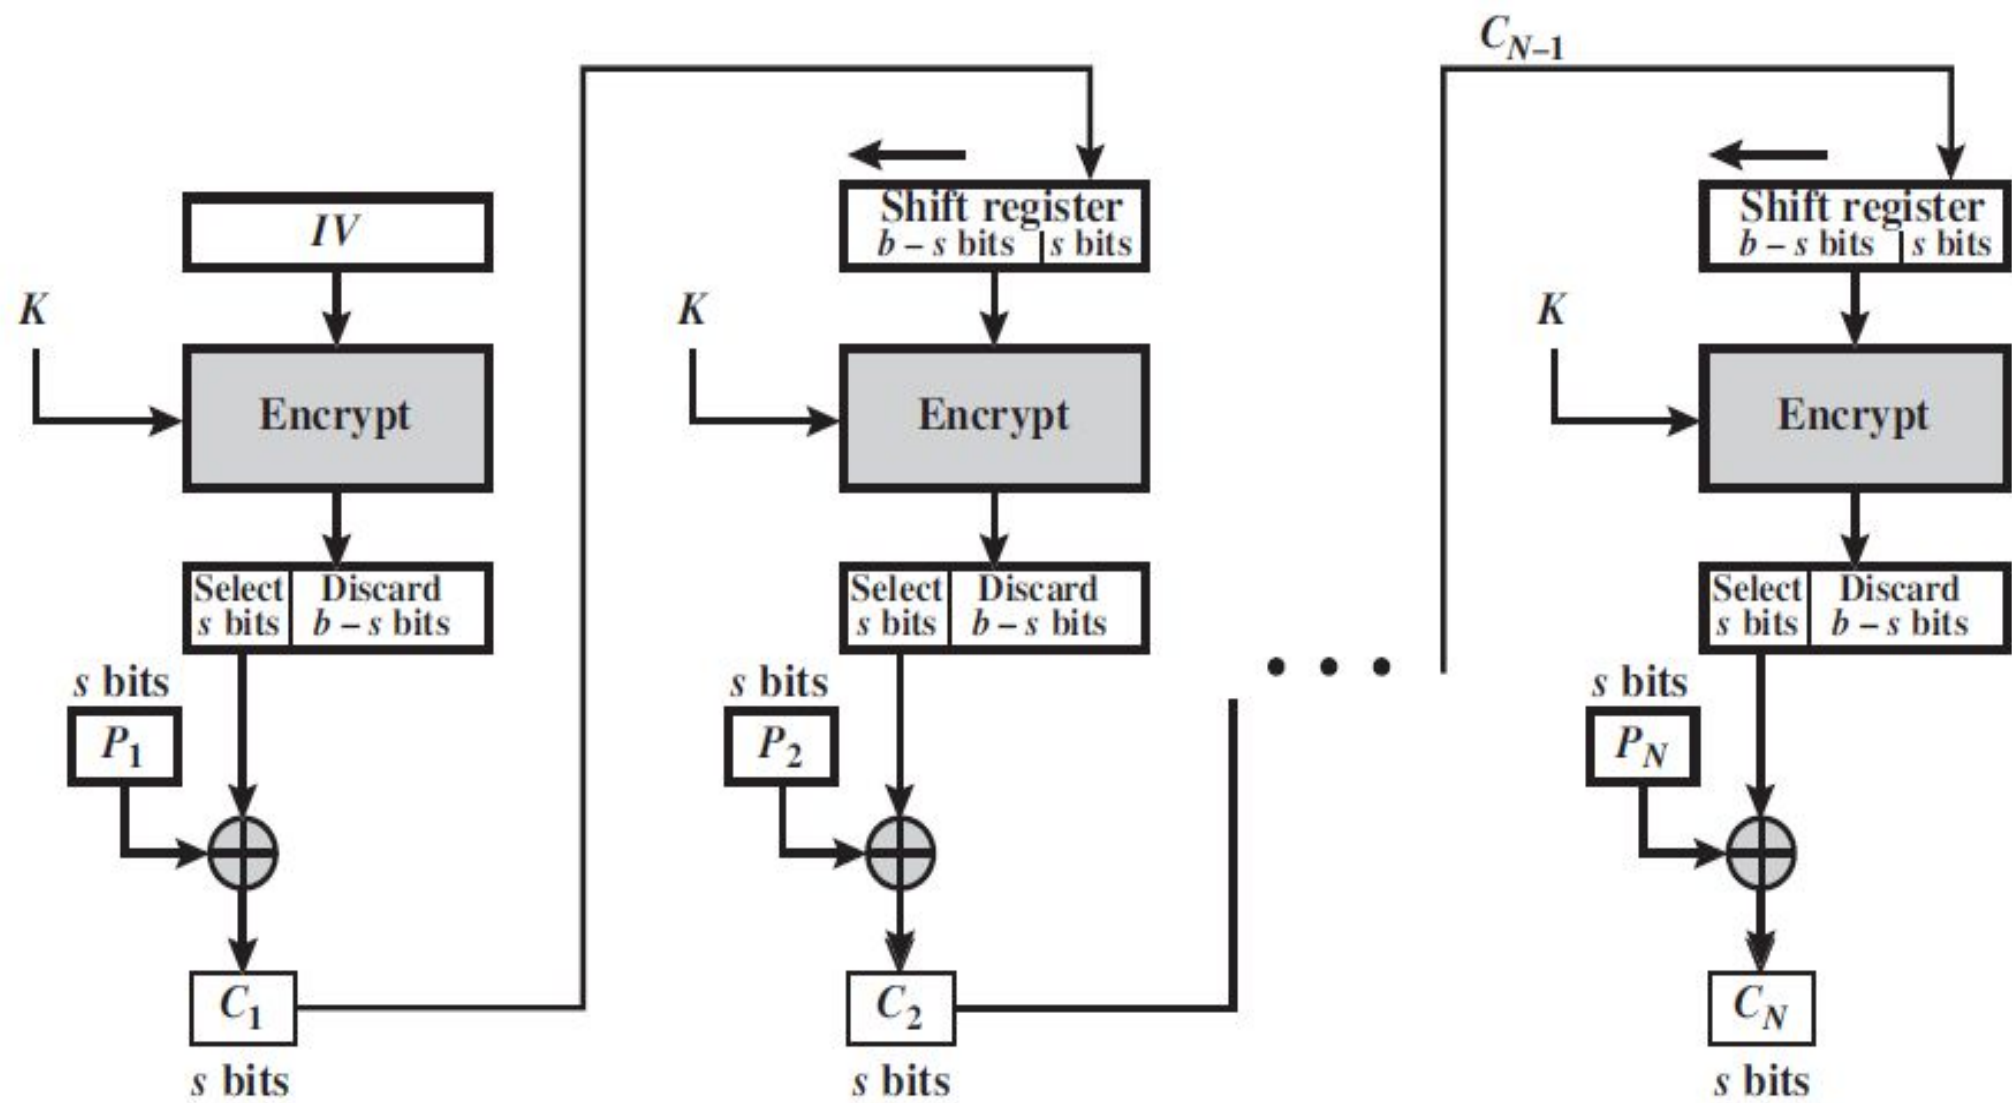 C_{N-1}
IV
Shift register
b – s bits | s bits
Shift register
b – s bits | s bits
K
K
K
Encrypt
Encrypt
Encrypt
Select
s bits
Discard
b – s bits
Select
s bits
Discard
b – s bits
Select
s bits
Discard
b – s bits
s bits
P_1
s bits
P_2
s bits
P_N
C_1
s bits
C_2
s bits
C_N
s bits